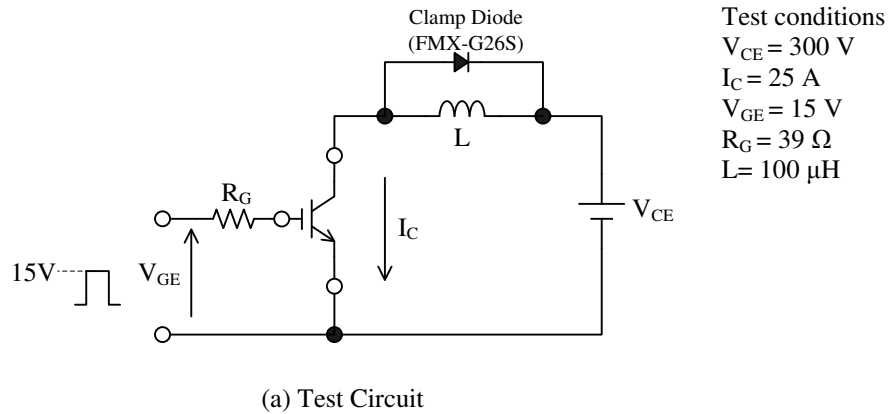 Clamp Diode
(FMX-G26S)
L
R_G
V_GE
15V
I_C
V_CE
Test conditions
V_CE = 300 V
I_C = 25 A
V_GE = 15 V
R_G = 39 Ω
L= 100 μH
(a) Test Circuit